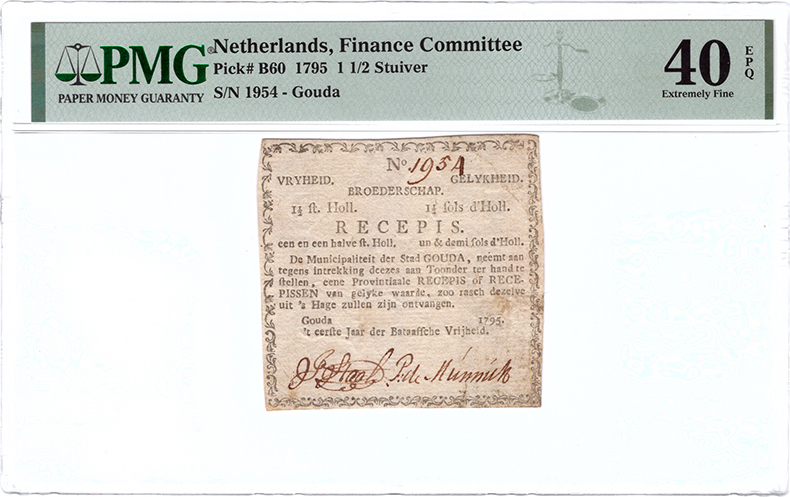 PMG®
PAPER MONEY GUARANTY
Netherlands, Finance Committee
Pick# B60 1795 1 1/2 Stuiver
S/N 1954 - Gouda
40 EPQ
Extremely Fine
No. 1954
VRYHEID. GELYKHEID.
BROEDERSCHAP.
1½ ſt. Holl. 1½ ſols d'Holl.
RECEPIS.
een en een halve ſt. Holl. un & demi ſols d'Holl.
De Municipaliteit der Stad GOUDA, neemt aan
tegens intrekking deezes aan Toonder ter hand te
ſtellen, eene Provintiaale RECEPIS of RECE-
PISSEN van gelyke waarde, zoo rasch dezelve
uit 's Hage zullen zijn ontvangen.
Gouda 1795.
't eerſte Jaar der Bataafſche Vrijheid.
P. de Munnick